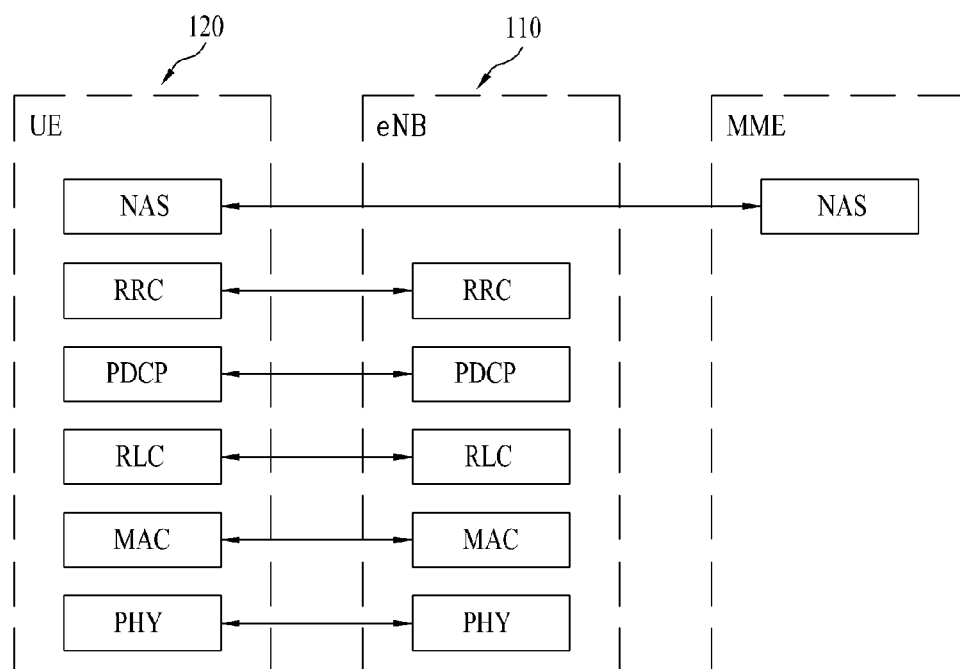 120
110
UE
eNB
MME
NAS
NAS
RRC
RRC
PDCP
PDCP
RLC
RLC
MAC
MAC
PHY
PHY